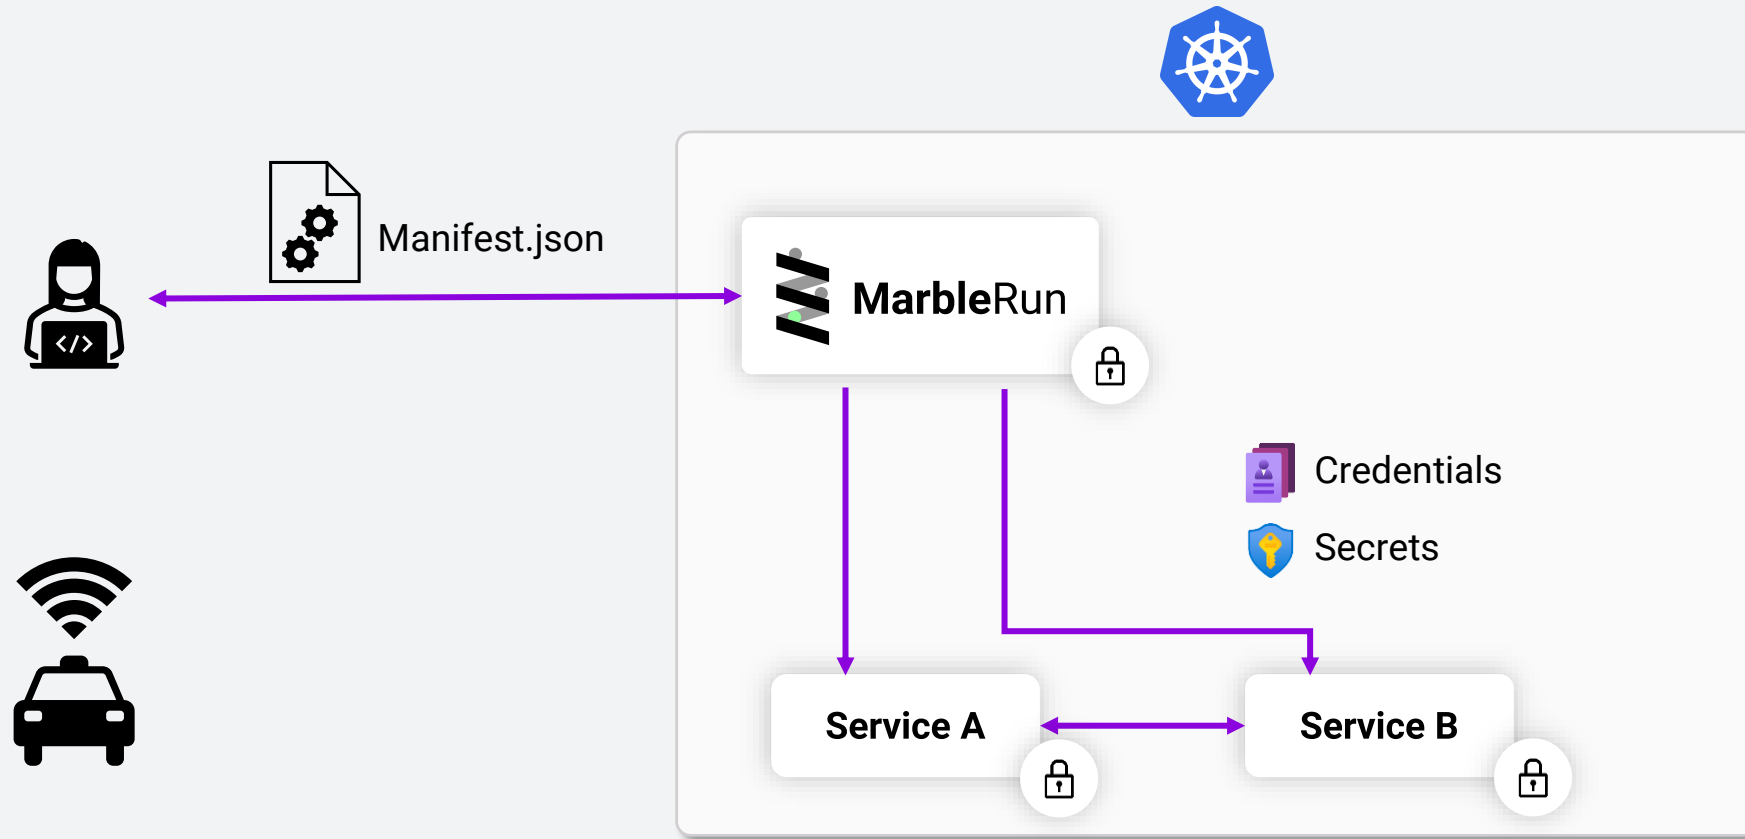 Manifest.json
MarbleRun
</>
Credentials
Secrets
Service A
Service B